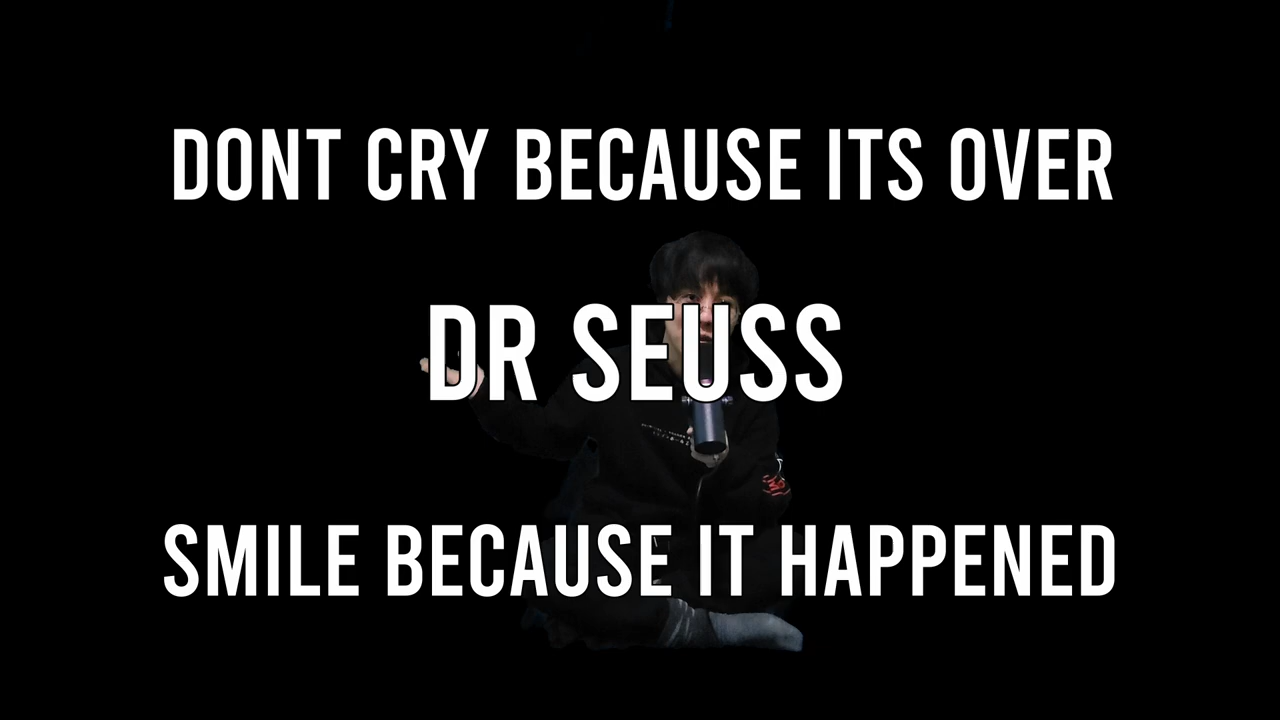 DONT CRY BECAUSE ITS OVER
DR SEUSS
SMILE BECAUSE IT HAPPENED